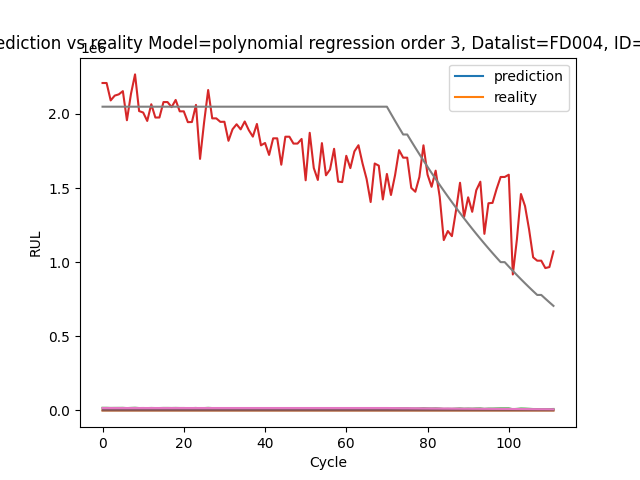 ediction vs reality Model=polynomial regression order 3, Datalist=FD004, ID=
1e6
prediction
reality
2.0
1.5
1.0
0.5
0.0
RUL
0 20 40 60 80 100
Cycle